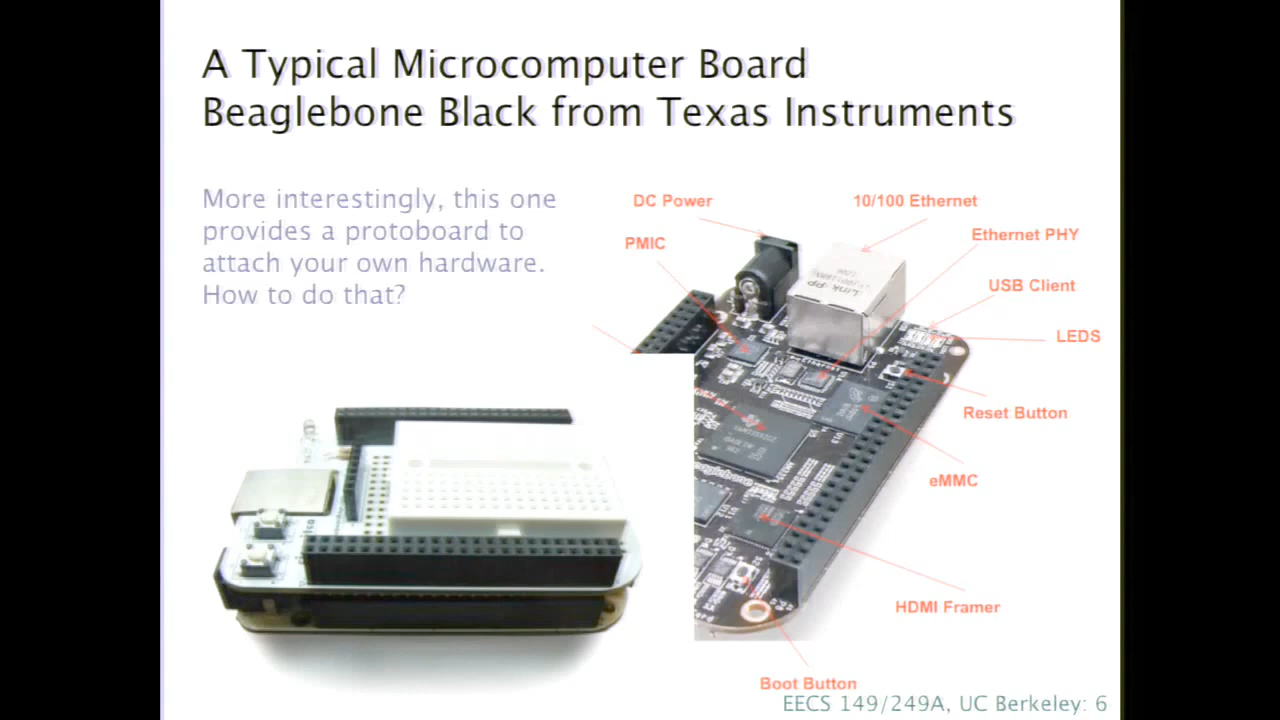 A Typical Microcomputer Board
Beaglebone Black from Texas Instruments
More interestingly, this one
provides a protoboard to
attach your own hardware.
How to do that?
DC Power
10/100 Ethernet
PMIC
Ethernet PHY
USB Client
LEDS
Reset Button
eMMC
HDMI Framer
Boot Button
Link-PP
EECS 149/249A, UC Berkeley: 6